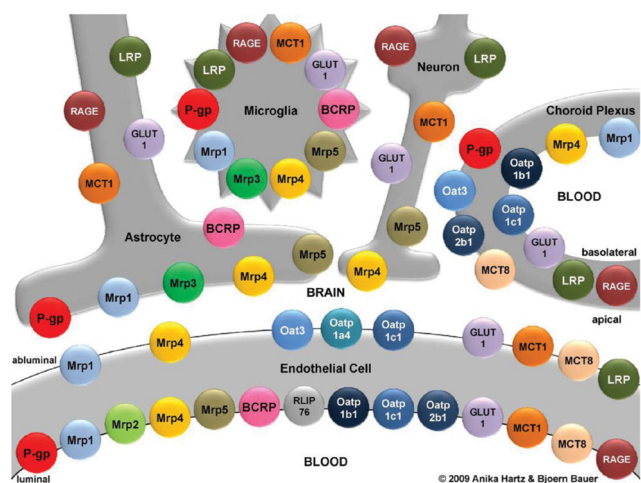 LRP
RAGE
GLUT
1
MCT1
Astrocyte
BCRP
Mrp5
Mrp4
Mrp3
Mrp1
P-gp
RAGE
MCT1
LRP
GLUT
1
P-gp
Microglia
BCRP
Mrp1
Mrp5
Mrp3
Mrp4
RAGE
LRP
Neuron
MCT1
GLUT
1
Mrp5
Mrp4
BRAIN
Choroid Plexus
P-gp
Mrp4
Mrp1
Oatp
1b1
BLOOD
Oat3
Oatp
1c1
Oatp
2b1
GLUT
1
basolateral
MCT8
LRP
RAGE
apical
abluminal
Mrp1
Mrp4
Oat3
Oatp
1a4
Oatp
1c1
GLUT
1
MCT1
MCT8
LRP
Endothelial Cell
P-gp
Mrp1
Mrp2
Mrp4
Mrp5
BCRP
RLIP
76
Oatp
1b1
Oatp
1c1
Oatp
2b1
GLUT
1
MCT1
MCT8
RAGE
luminal
BLOOD
© 2009 Anika Hartz & Bjoern Bauer